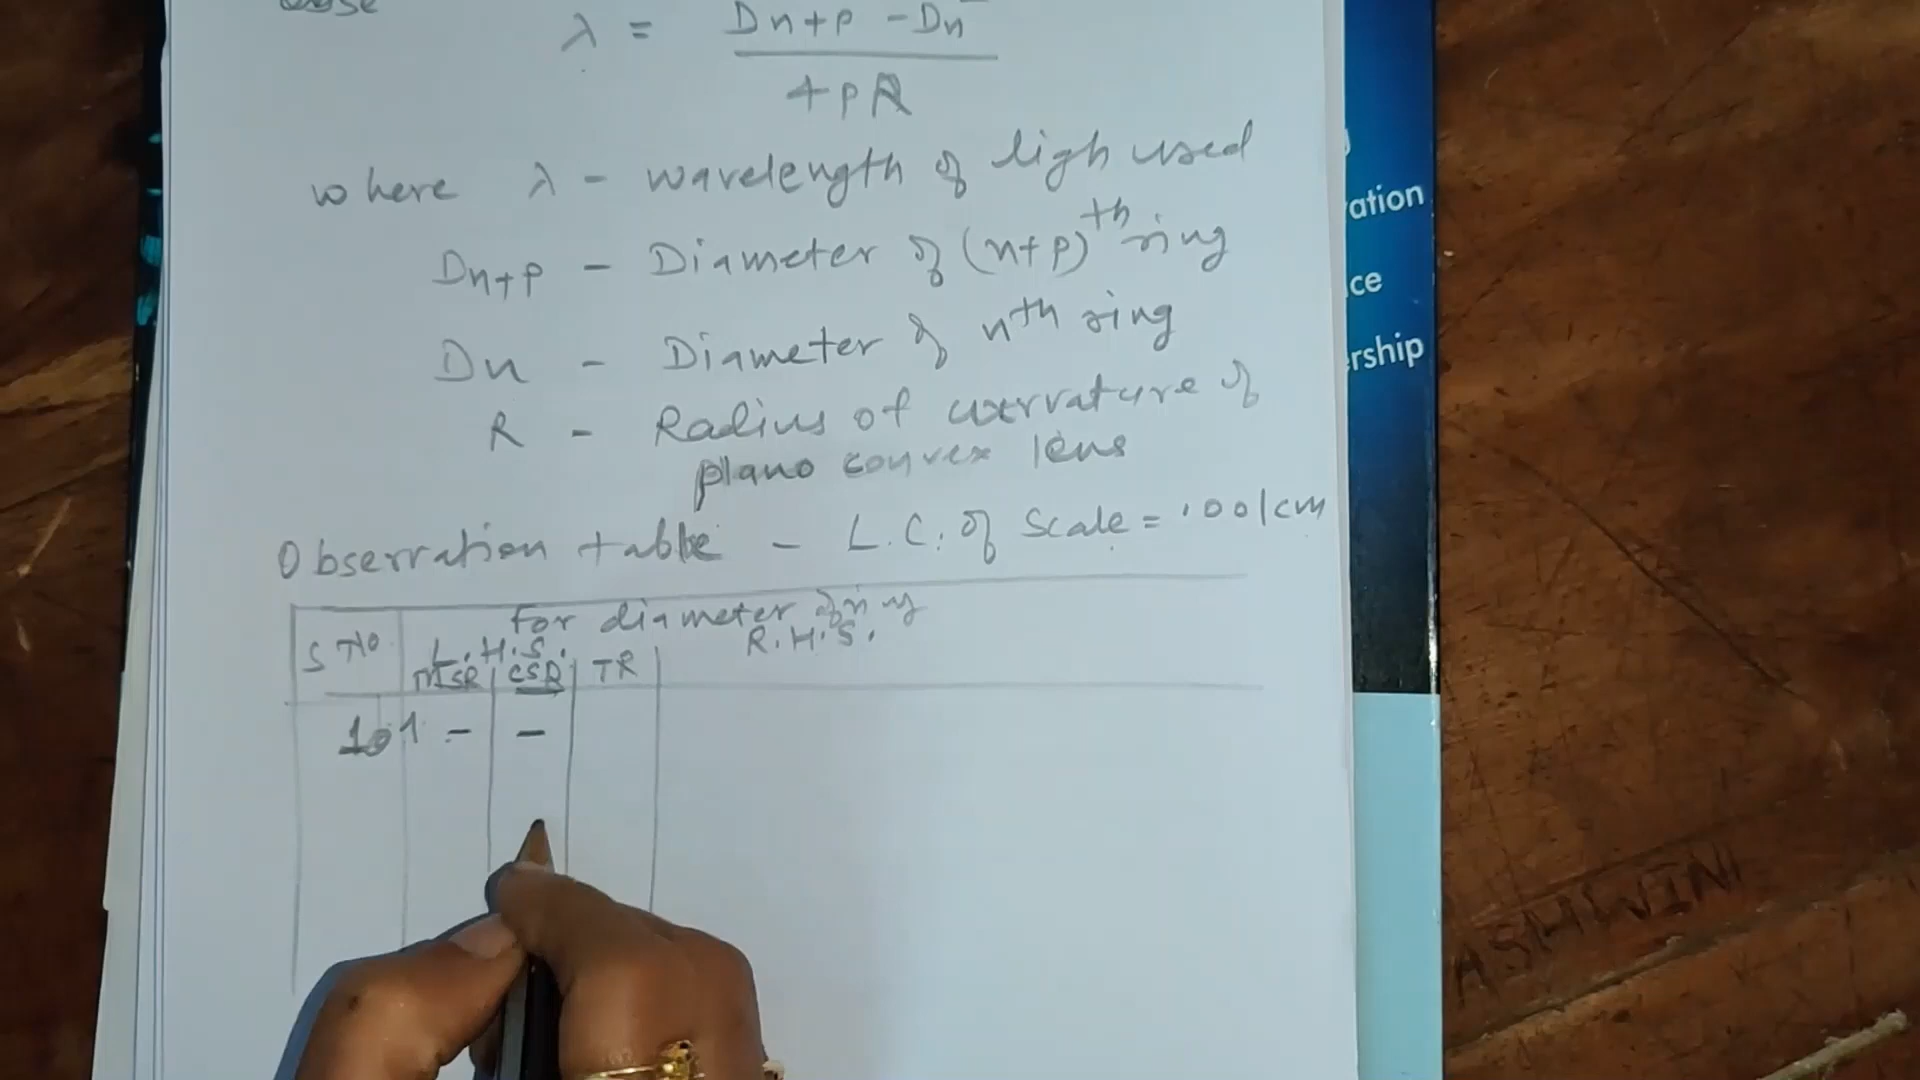 λ = Dn+p - Dn
4pR
where λ - wavelength of ligh used
Dn+p - Diameter of (n+p)th ring
Dn - Diameter of nth ring
R - Radius of curvature of
plano convex lens
Observation table - L.C. of Scale = .001cm
For diameter of ring
S No. L.H.S. R.H.S.
MSR CSR TR
101 - -
ation
ce
ership
ASHWINI